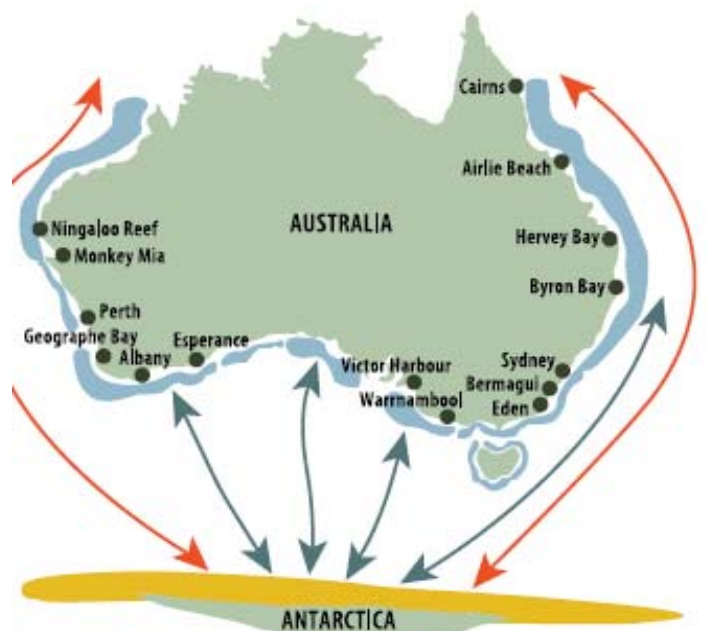 Cairns
Airlie Beach
AUSTRALIA
Ningaloo Reef
Hervey Bay
Monkey Mia
Byron Bay
Perth
Geographe Bay
Esperance
Albany
Victor Harbour
Sydney
Bermagui
Warrnambool
Eden
ANTARCTICA